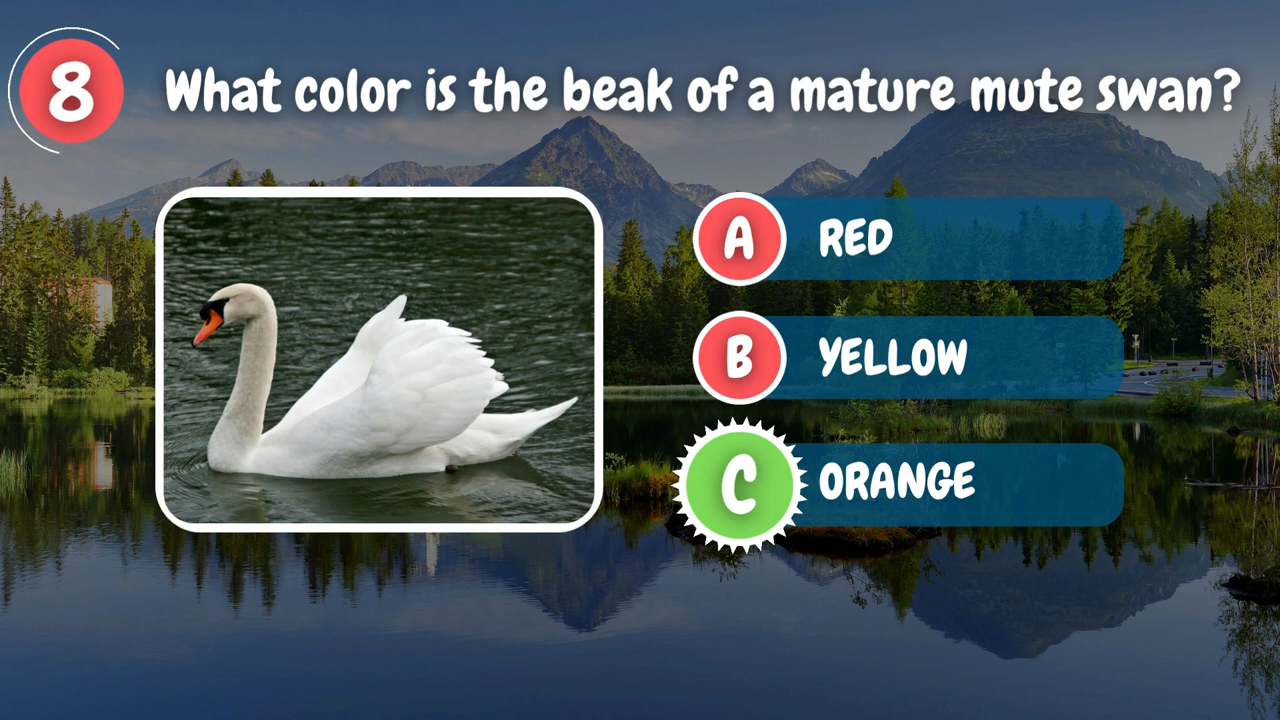 8
What color is the beak of a mature mute swan?
A RED
B YELLOW
C ORANGE